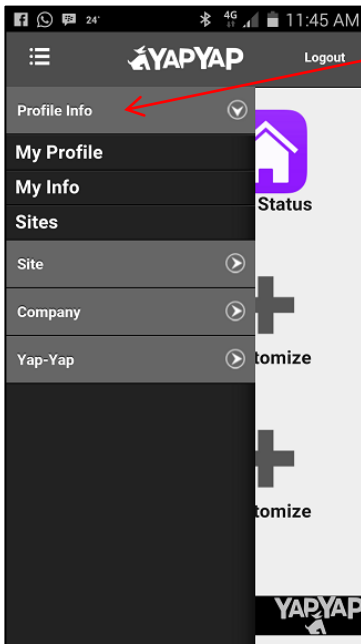 24° 4G 11:45 AM
YAPYAP Logout
Profile Info
My Profile
My Info
Sites
Status
Site
Company
Yap-Yap
tomize
tomize
YAPYAP